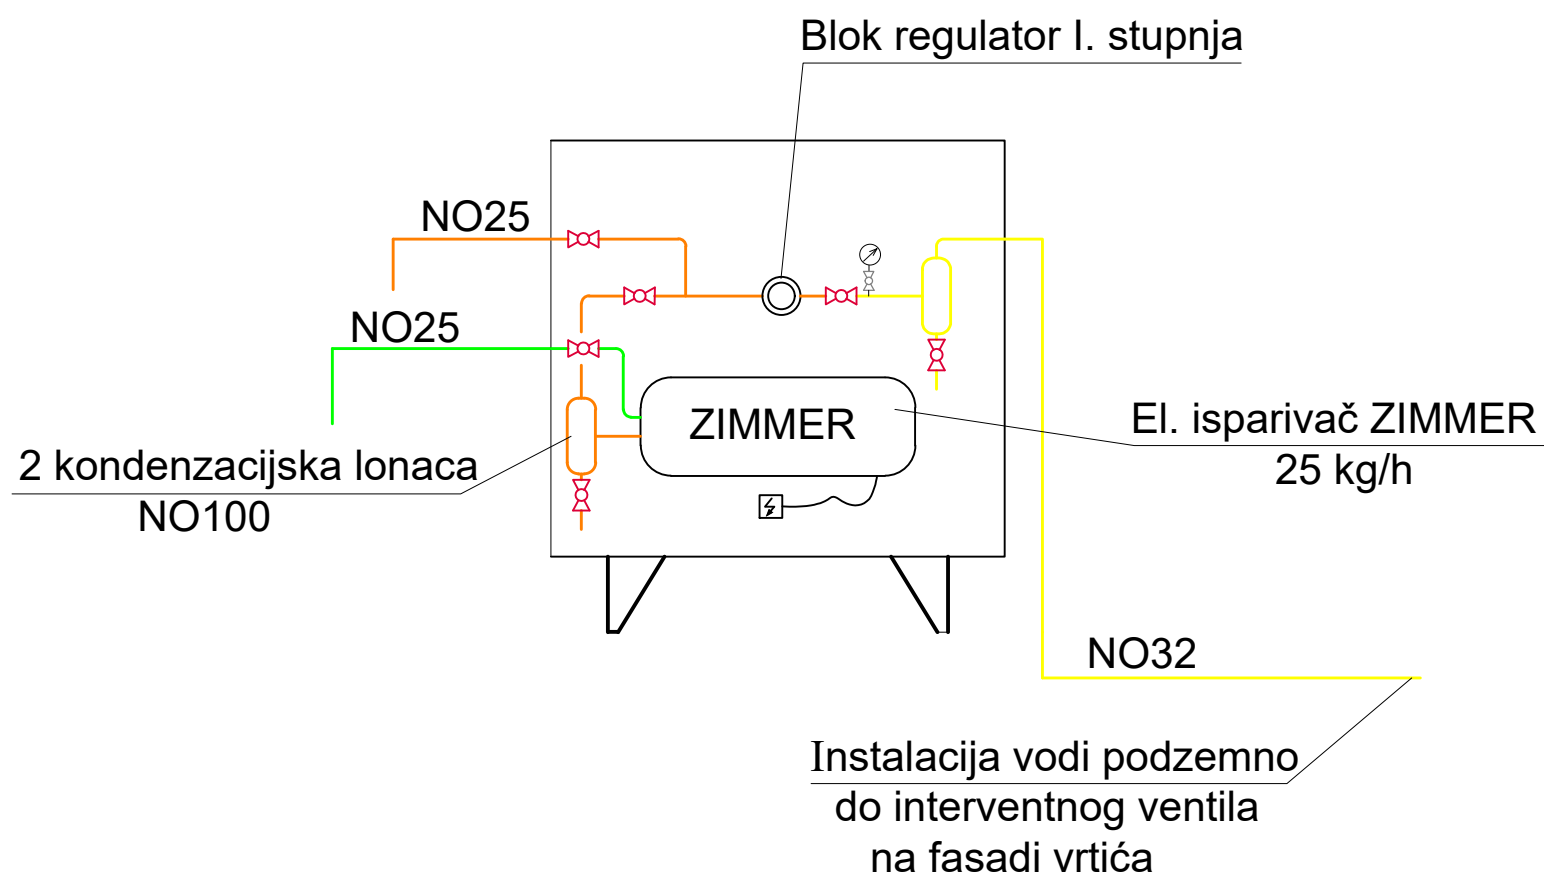 Blok regulator I. stupnja
NO25
NO25
ZIMMER
El. isparivač ZIMMER
25 kg/h
2 kondenzacijska lonaca
NO100
NO32
Instalacija vodi podzemno
do interventnog ventila
na fasadi vrtića